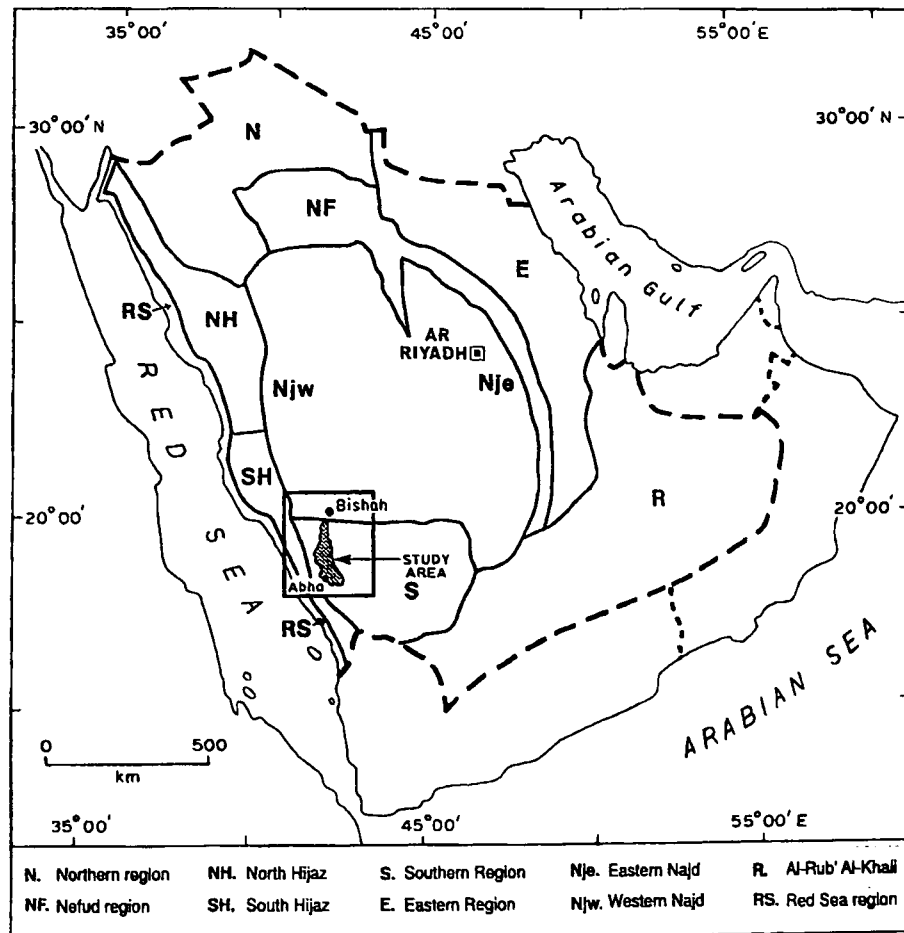 35°00' 45°00' 55°00' E
30°00' N 30°00'
N
NF
Arabian Gulf
E
RS
NH
AR
RIYADH
Njw
Nje
RED SEA
SH
R
20°00' 20°00'
Bishah
STUDY
AREA
Abha
S
RS
ARABIAN SEA
0 500
km
35°00' 45°00' 55°00' E
N. Northern region NH. North Hijaz S. Southern Region Nje. Eastern Najd R. Al-Rub' Al-Khali
NF. Nefud region SH. South Hijaz E. Eastern Region Njw. Western Najd RS. Red Sea region